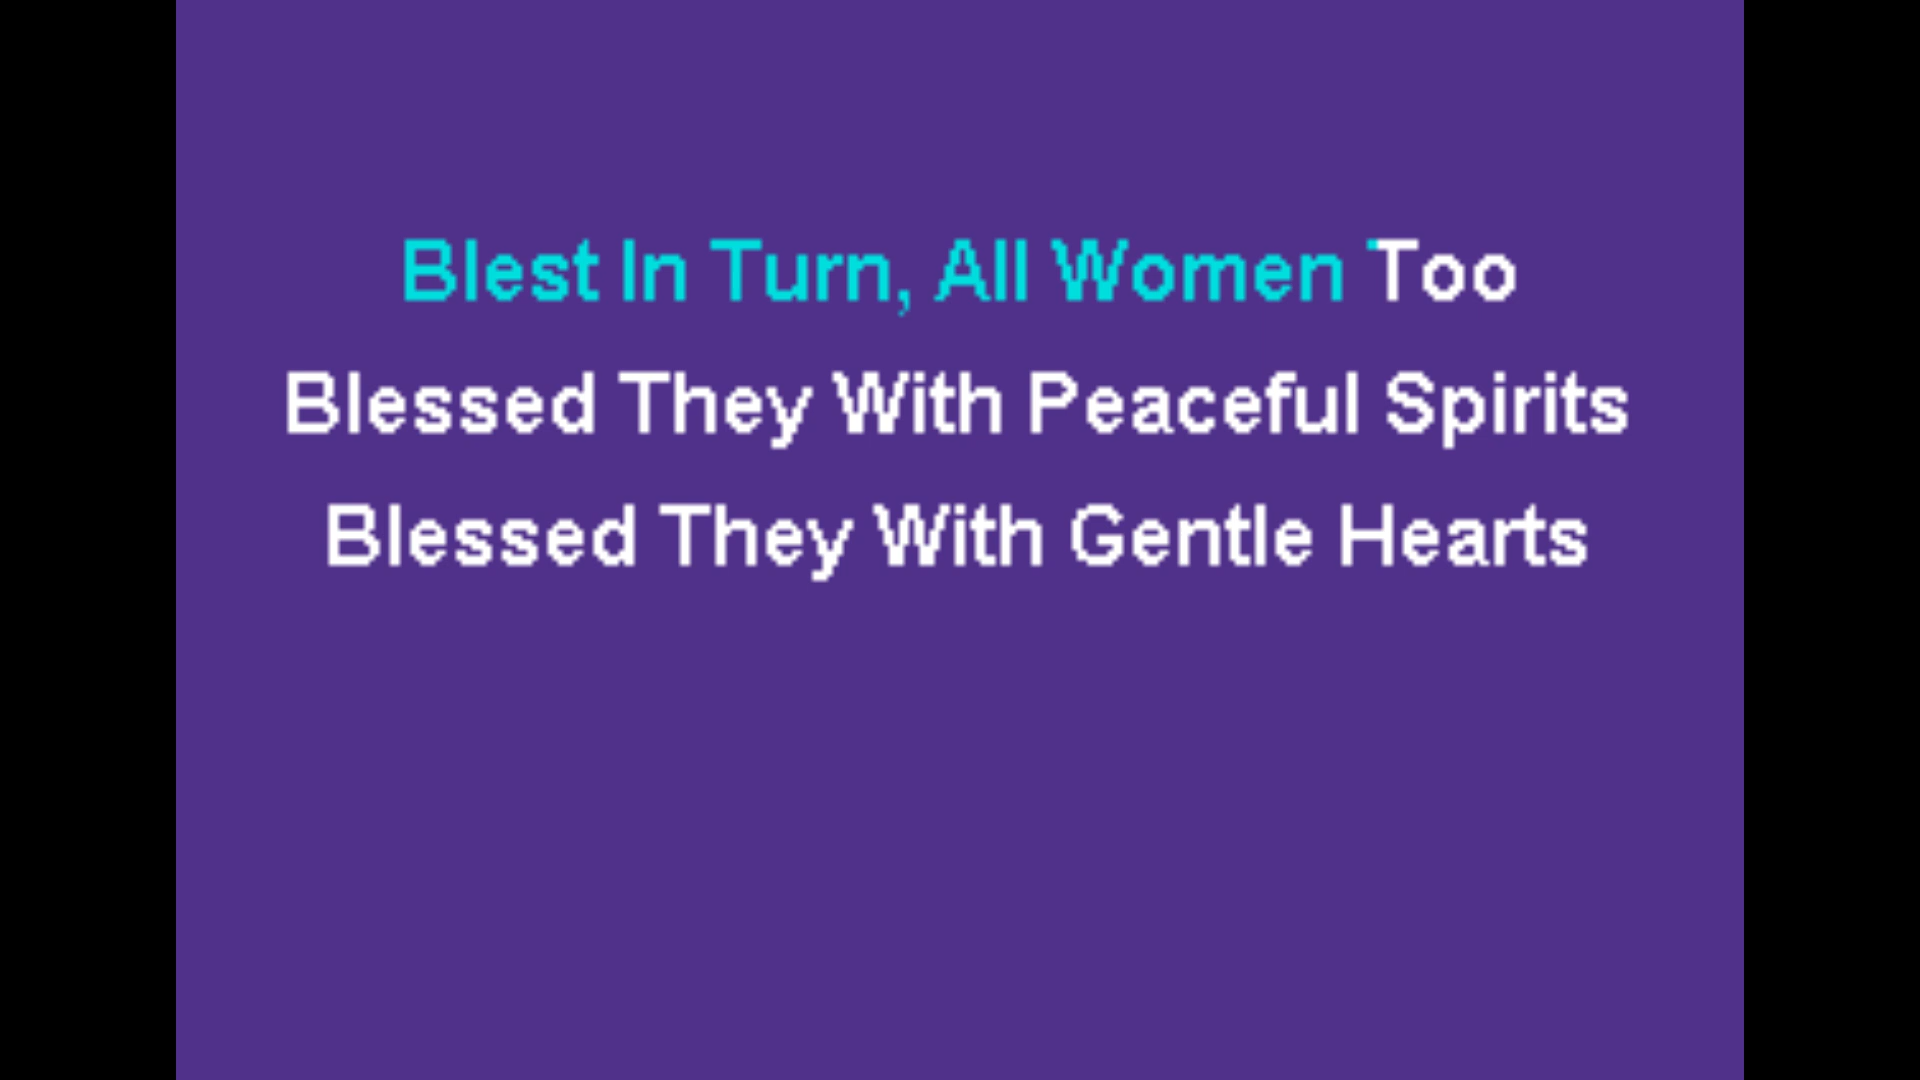 Blest In Turn, All Women Too
Blessed They With Peaceful Spirits
Blessed They With Gentle Hearts